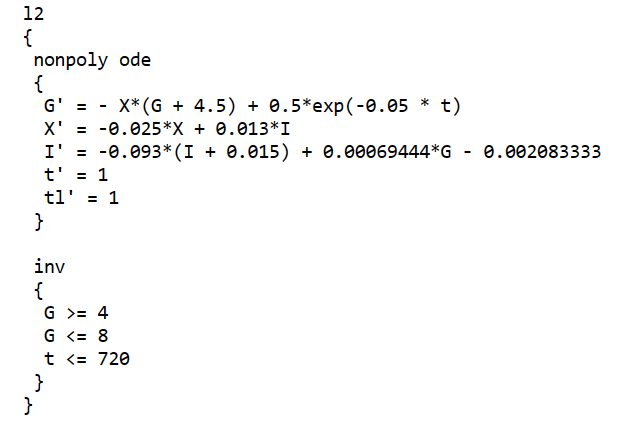 l2
{
nonpoly ode
{
G' = - X*(G + 4.5) + 0.5*exp(-0.05 * t)
X' = -0.025*X + 0.013*I
I' = -0.093*(I + 0.015) + 0.00069444*G - 0.002083333
t' = 1
tl' = 1
}
inv
{
G >= 4
G <= 8
t <= 720
}
}